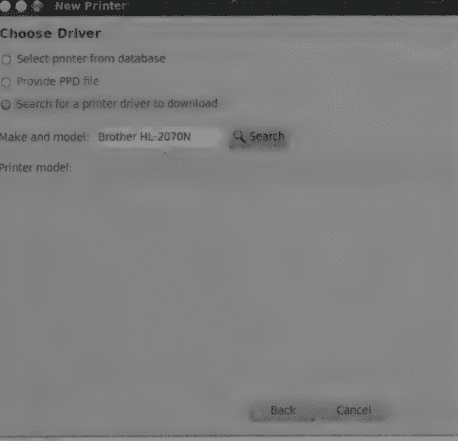 New Printer
Choose Driver
Select printer from database
Provide PPD file
Search for a printer driver to download
Make and model: Brother HL-2070N Search
Printer model:
Back Cancel